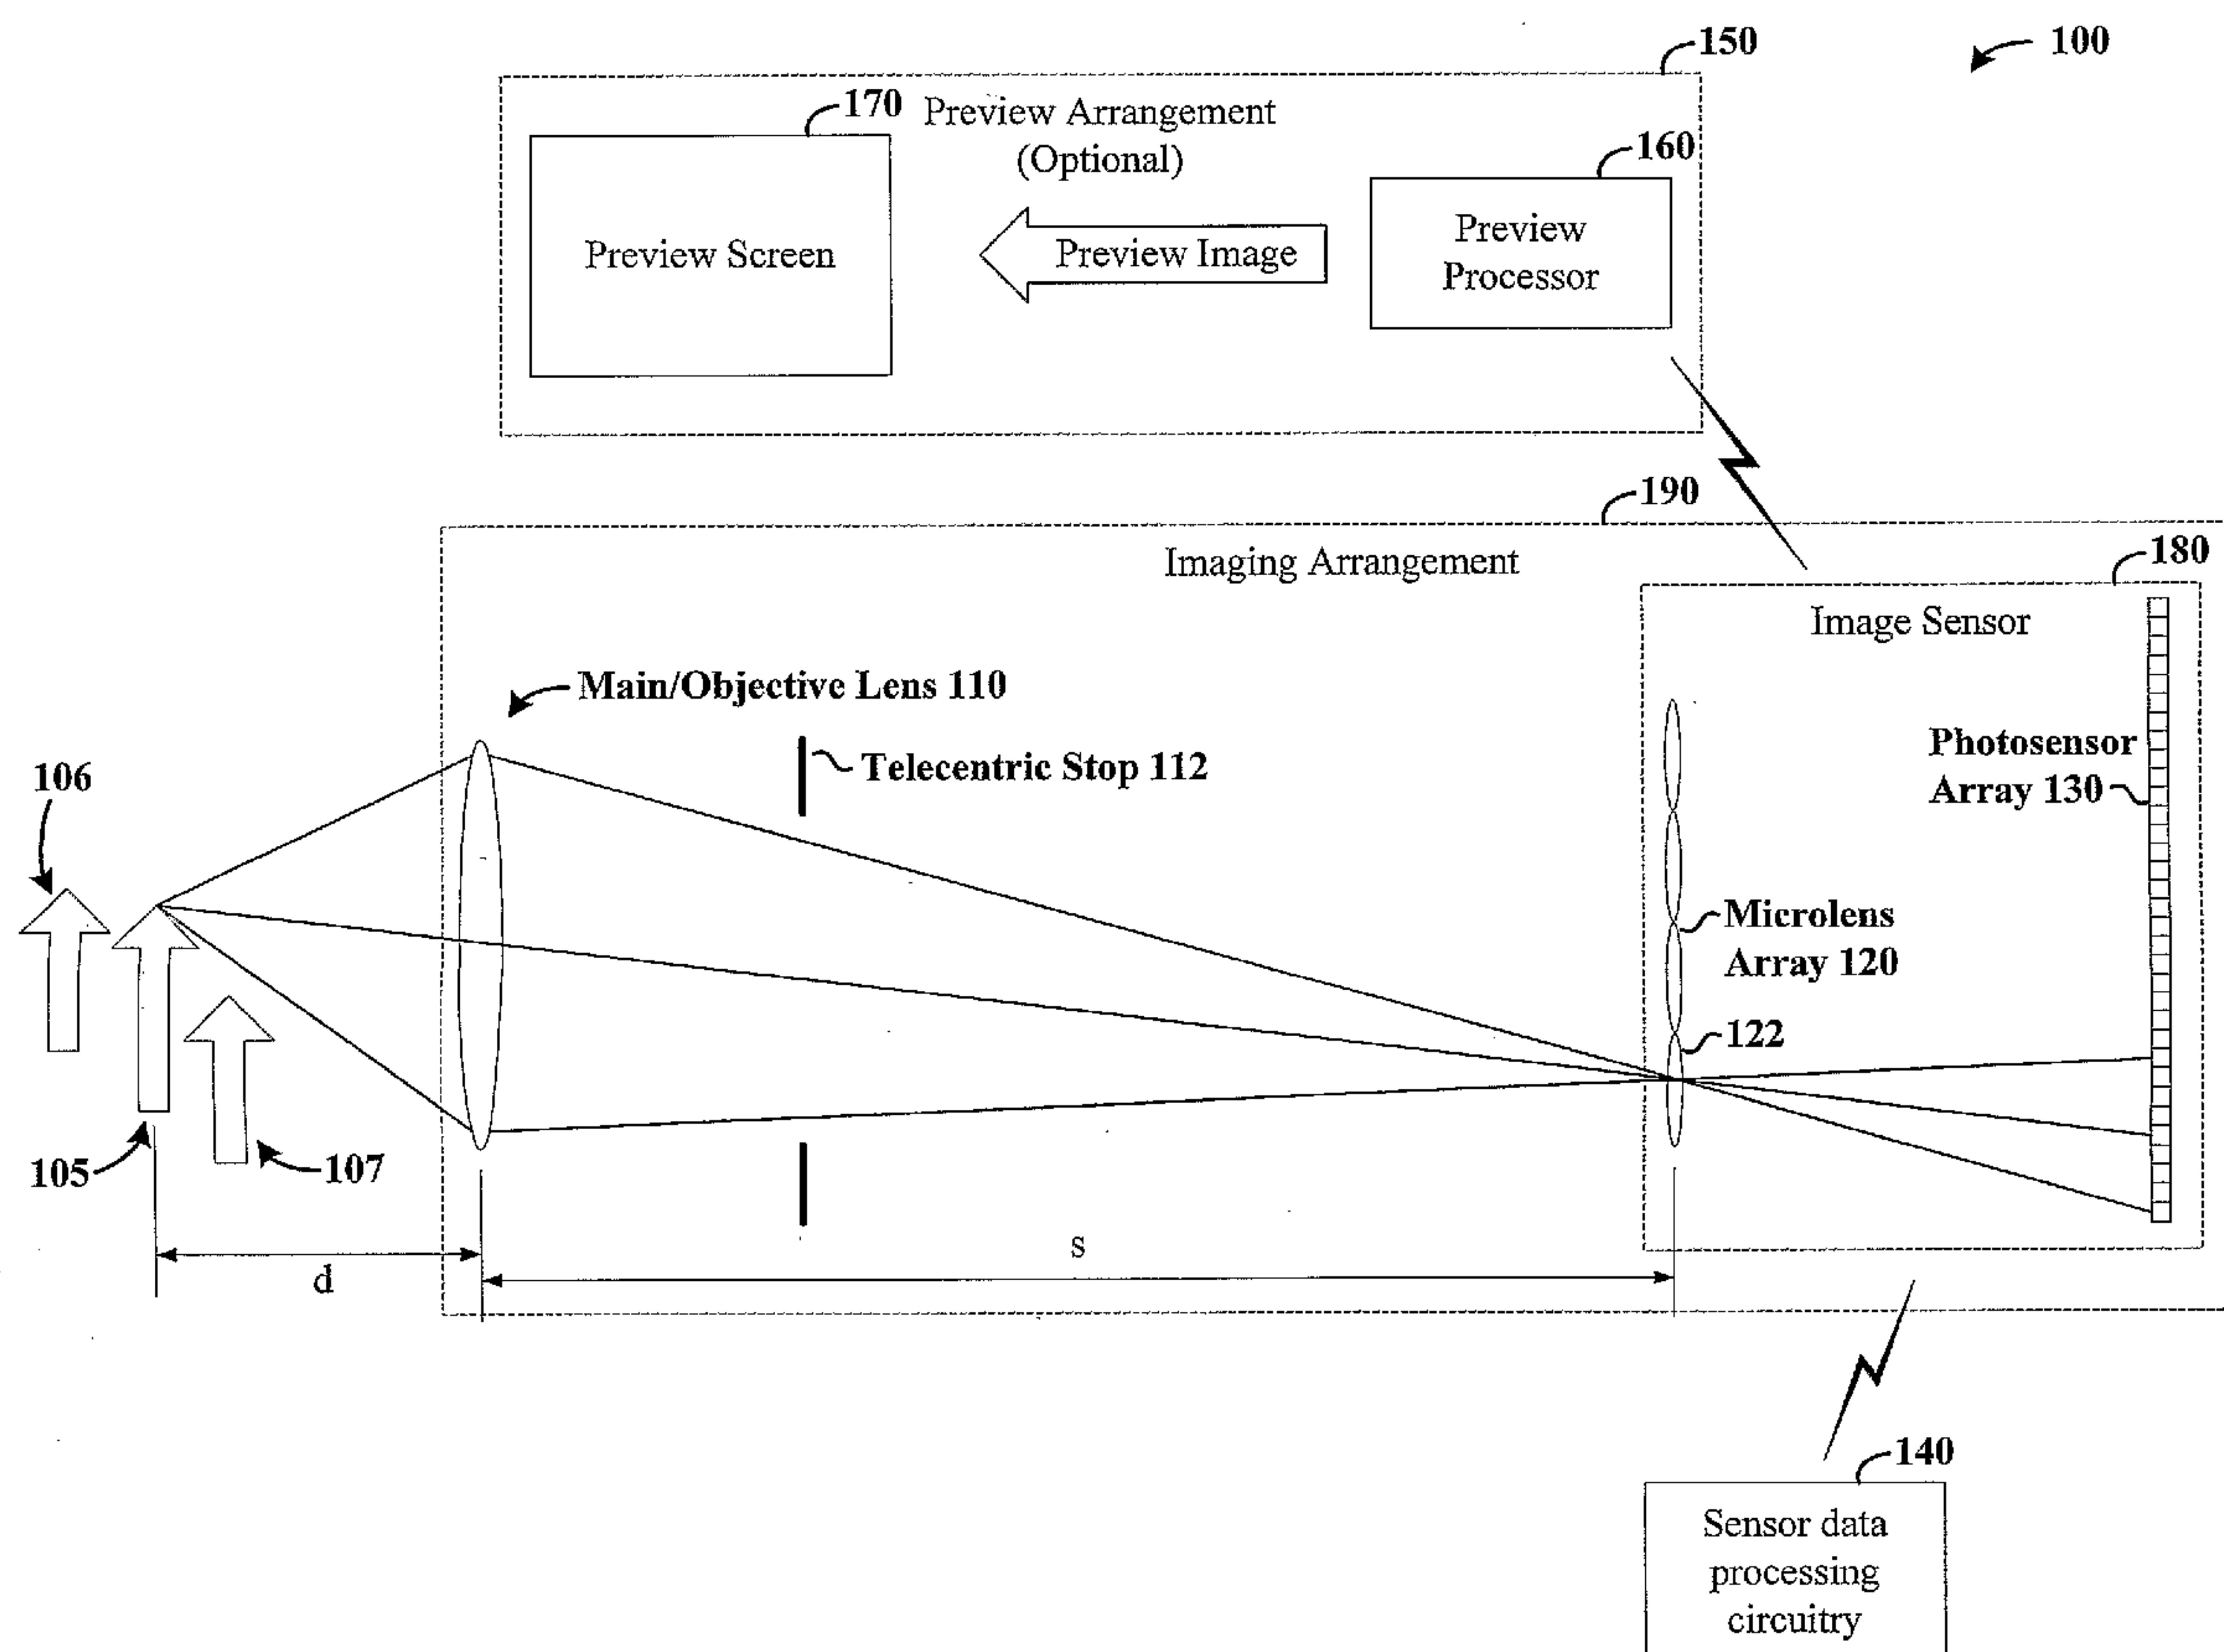 100
150
170
Preview Arrangement
(Optional)
160
Preview Screen
Preview Image
Preview
Processor
190
Imaging Arrangement
180
Image Sensor
Main/Objective Lens 110
Telecentric Stop 112
Photosensor
Array 130
106
Microlens
Array 120
122
105
107
d
s
140
Sensor data
processing
circuitry